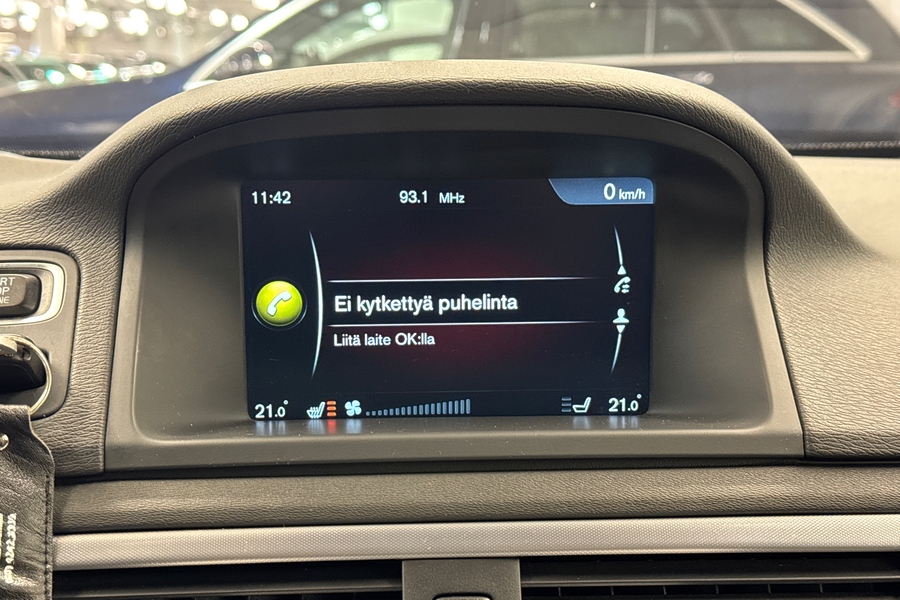 11:42 93.1 MHz 0 km/h
Ei kytkettyä puhelinta
Liitä laite OK:lla
21.0° 21.0°